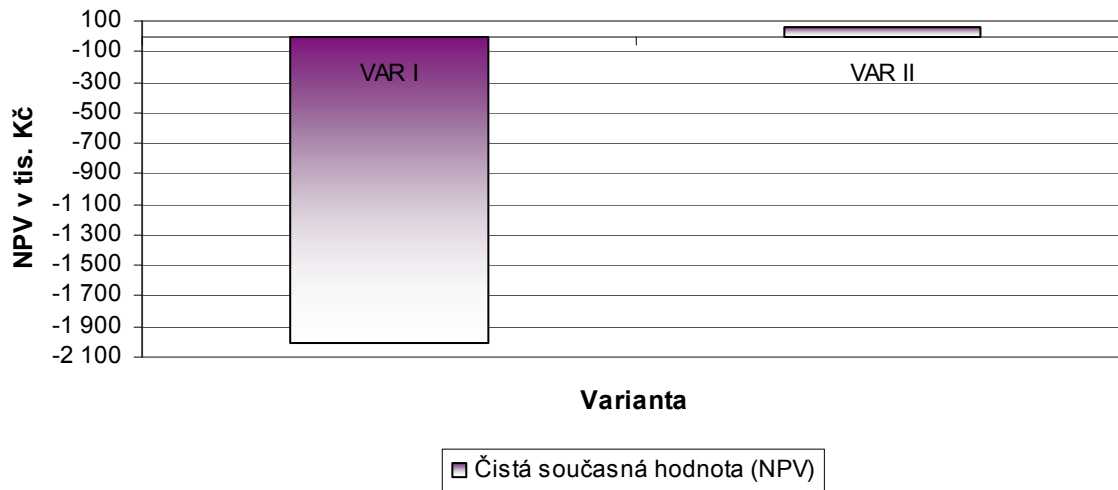 NPV v tis. Kč
100
-100
-300
-500
-700
-900
-1 100
-1 300
-1 500
-1 700
-1 900
-2 100
VAR I
VAR II
Varianta
Čistá současná hodnota (NPV)